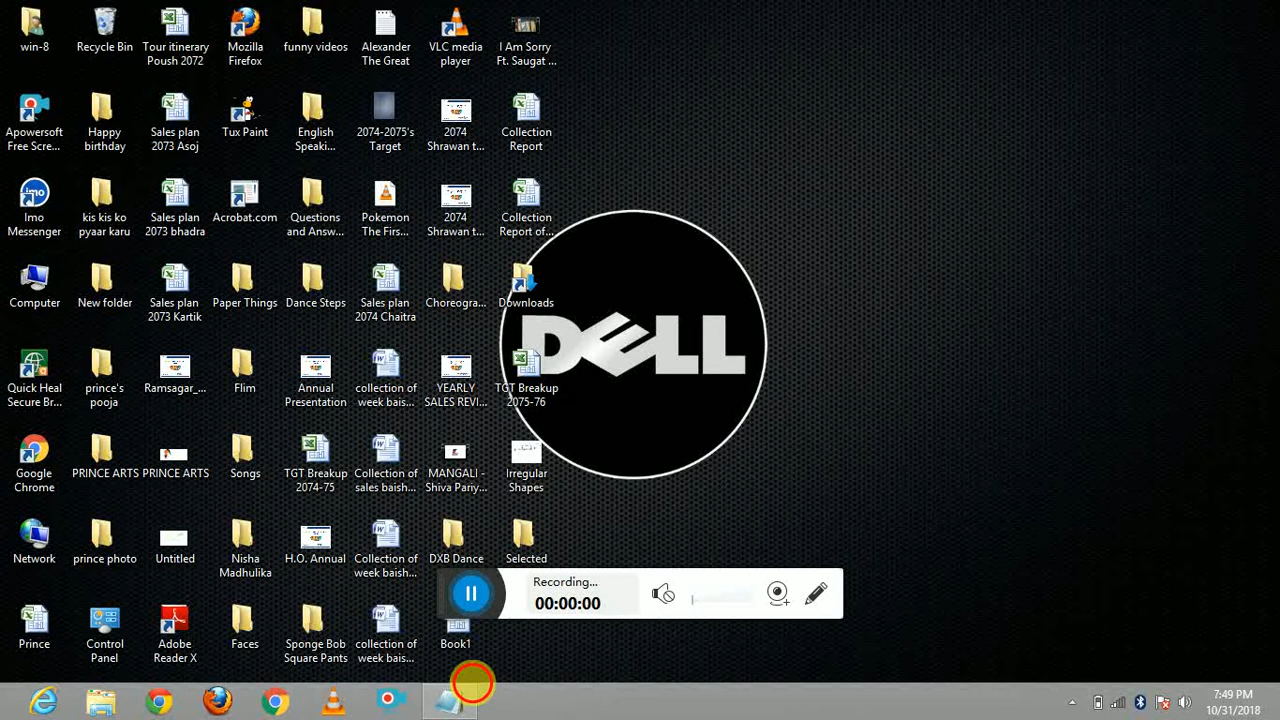 win-8
Recycle Bin
Tour itinerary
Poush 2072
Mozilla
Firefox
funny videos
Alexander
The Great
VLC media
player
I Am Sorry
Ft. Saugat ...
Apowersoft
Free Scre...
Happy
birthday
Sales plan
2073 Asoj
Tux Paint
English
Speaki...
2074-2075's
Target
2074
Shrawan t...
Collection
Report
Imo
Messenger
kis kis ko
pyaar karu
Sales plan
2073 bhadra
Acrobat.com
Questions
and Answ...
Pokemon
The Firs...
2074
Shrawan t...
Collection
Report of...
Computer
New folder
Sales plan
2073 Kartik
Paper Things
Dance Steps
Sales plan
2074 Chaitra
Choreogra...
Downloads
DELL
Quick Heal
Secure Br...
prince's
pooja
Ramsagar_...
Flim
Annual
Presentation
collection of
week bais...
YEARLY
SALES REVI...
TGT Breakup
2075-76
Google
Chrome
PRINCE ARTS
PRINCE ARTS
Songs
TGT Breakup
2074-75
Collection of
sales baish...
MANGALI -
Shiva Pariy...
Irregular
Shapes
Network
prince photo
Untitled
Nisha
Madhulika
H.O. Annual
Collection of
week baish...
DXB Dance
Selected
Recording...
00:00:00
Prince
Control
Panel
Adobe
Reader X
Faces
Sponge Bob
Square Pants
collection of
week bais...
Book1
7:49 PM
10/31/2018